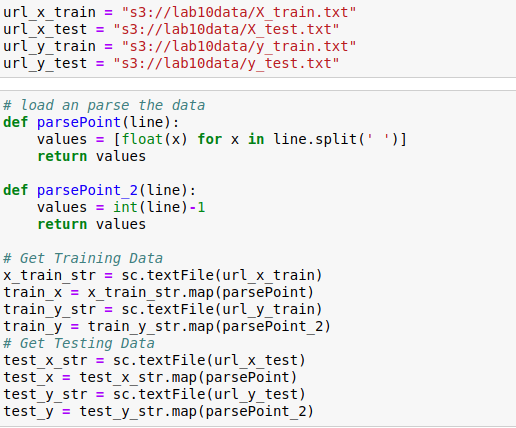 url_x_train = "s3://lab10data/X_train.txt"
url_x_test = "s3://lab10data/X_test.txt"
url_y_train = "s3://lab10data/y_train.txt"
url_y_test = "s3://lab10data/y_test.txt"
# load an parse the data
def parsePoint(line):
    values = [float(x) for x in line.split(' ')]
    return values
def parsePoint_2(line):
    values = int(line)-1
    return values
# Get Training Data
x_train_str = sc.textFile(url_x_train)
train_x = x_train_str.map(parsePoint)
train_y_str = sc.textFile(url_y_train)
train_y = train_y_str.map(parsePoint_2)
# Get Testing Data
test_x_str = sc.textFile(url_x_test)
test_x = test_x_str.map(parsePoint)
test_y_str = sc.textFile(url_y_test)
test_y = test_y_str.map(parsePoint_2)